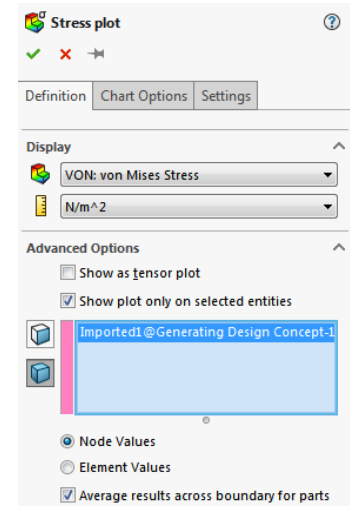 Stress plot
Definition Chart Options Settings
Display
VON: von Mises Stress
N/m^2
Advanced Options
Show as tensor plot
Show plot only on selected entities
Imported1@Generating Design Concept-1
Node Values
Element Values
Average results across boundary for parts